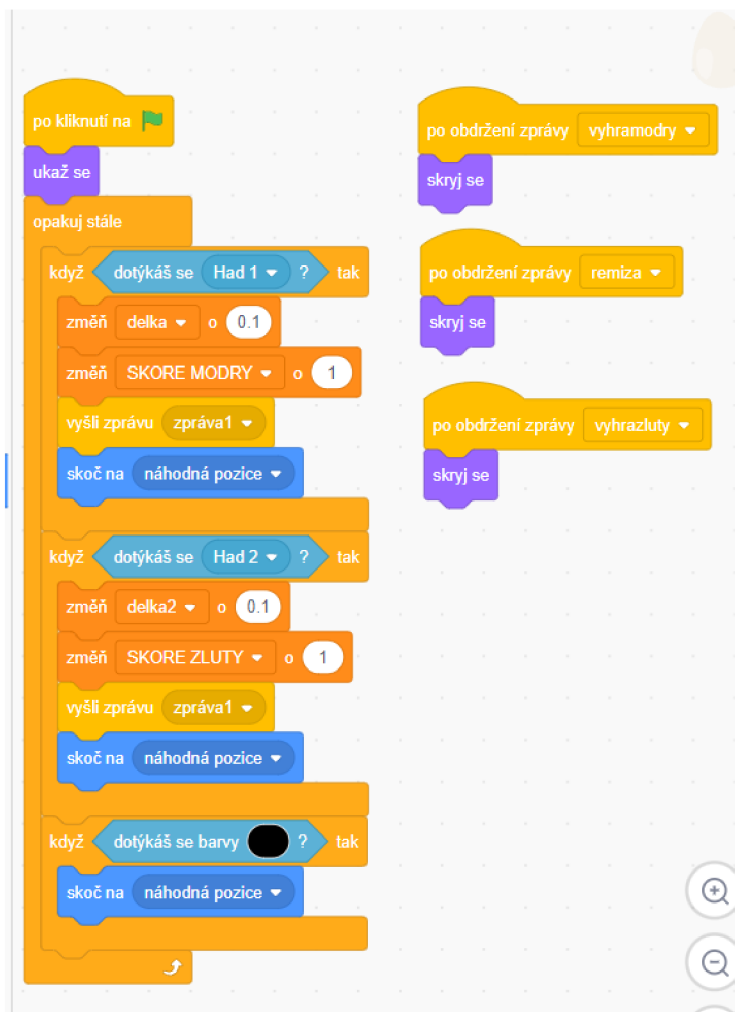 po kliknutí na
ukaž se
opakuj stále
když dotýkáš se Had 1 ? tak
změň delka o 0.1
změň SKORE MODRY o 1
vyšli zprávu zpráva1
skoč na náhodná pozice
když dotýkáš se Had 2 ? tak
změň delka2 o 0.1
změň SKORE ZLUTY o 1
vyšli zprávu zpráva1
skoč na náhodná pozice
když dotýkáš se barvy ? tak
skoč na náhodná pozice
po obdržení zprávy vyhramodry
skryj se
po obdržení zprávy remiza
skryj se
po obdržení zprávy vyhrazluty
skryj se